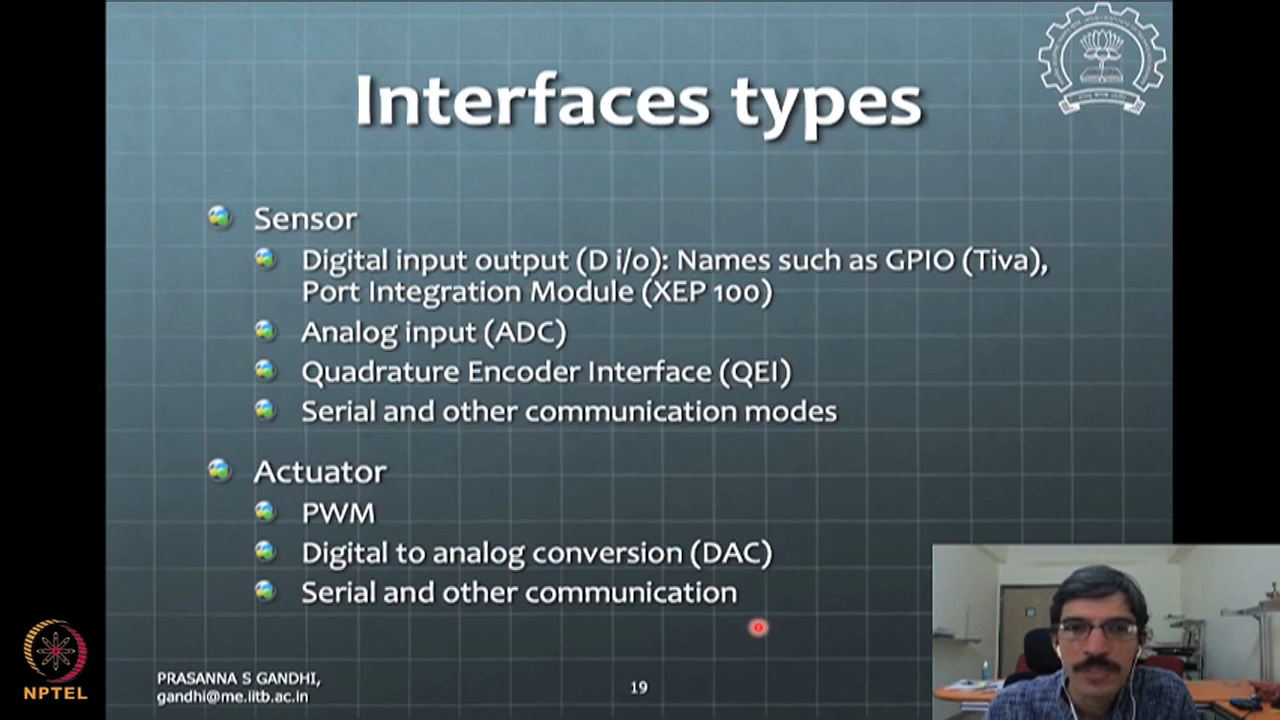 Interfaces types
Sensor
Digital input output (D i/o): Names such as GPIO (Tiva),
Port Integration Module (XEP 100)
Analog input (ADC)
Quadrature Encoder Interface (QEI)
Serial and other communication modes
Actuator
PWM
Digital to analog conversion (DAC)
Serial and other communication
PRASANNA S GANDHI,
gandhi@me.iitb.ac.in
19
NPTEL